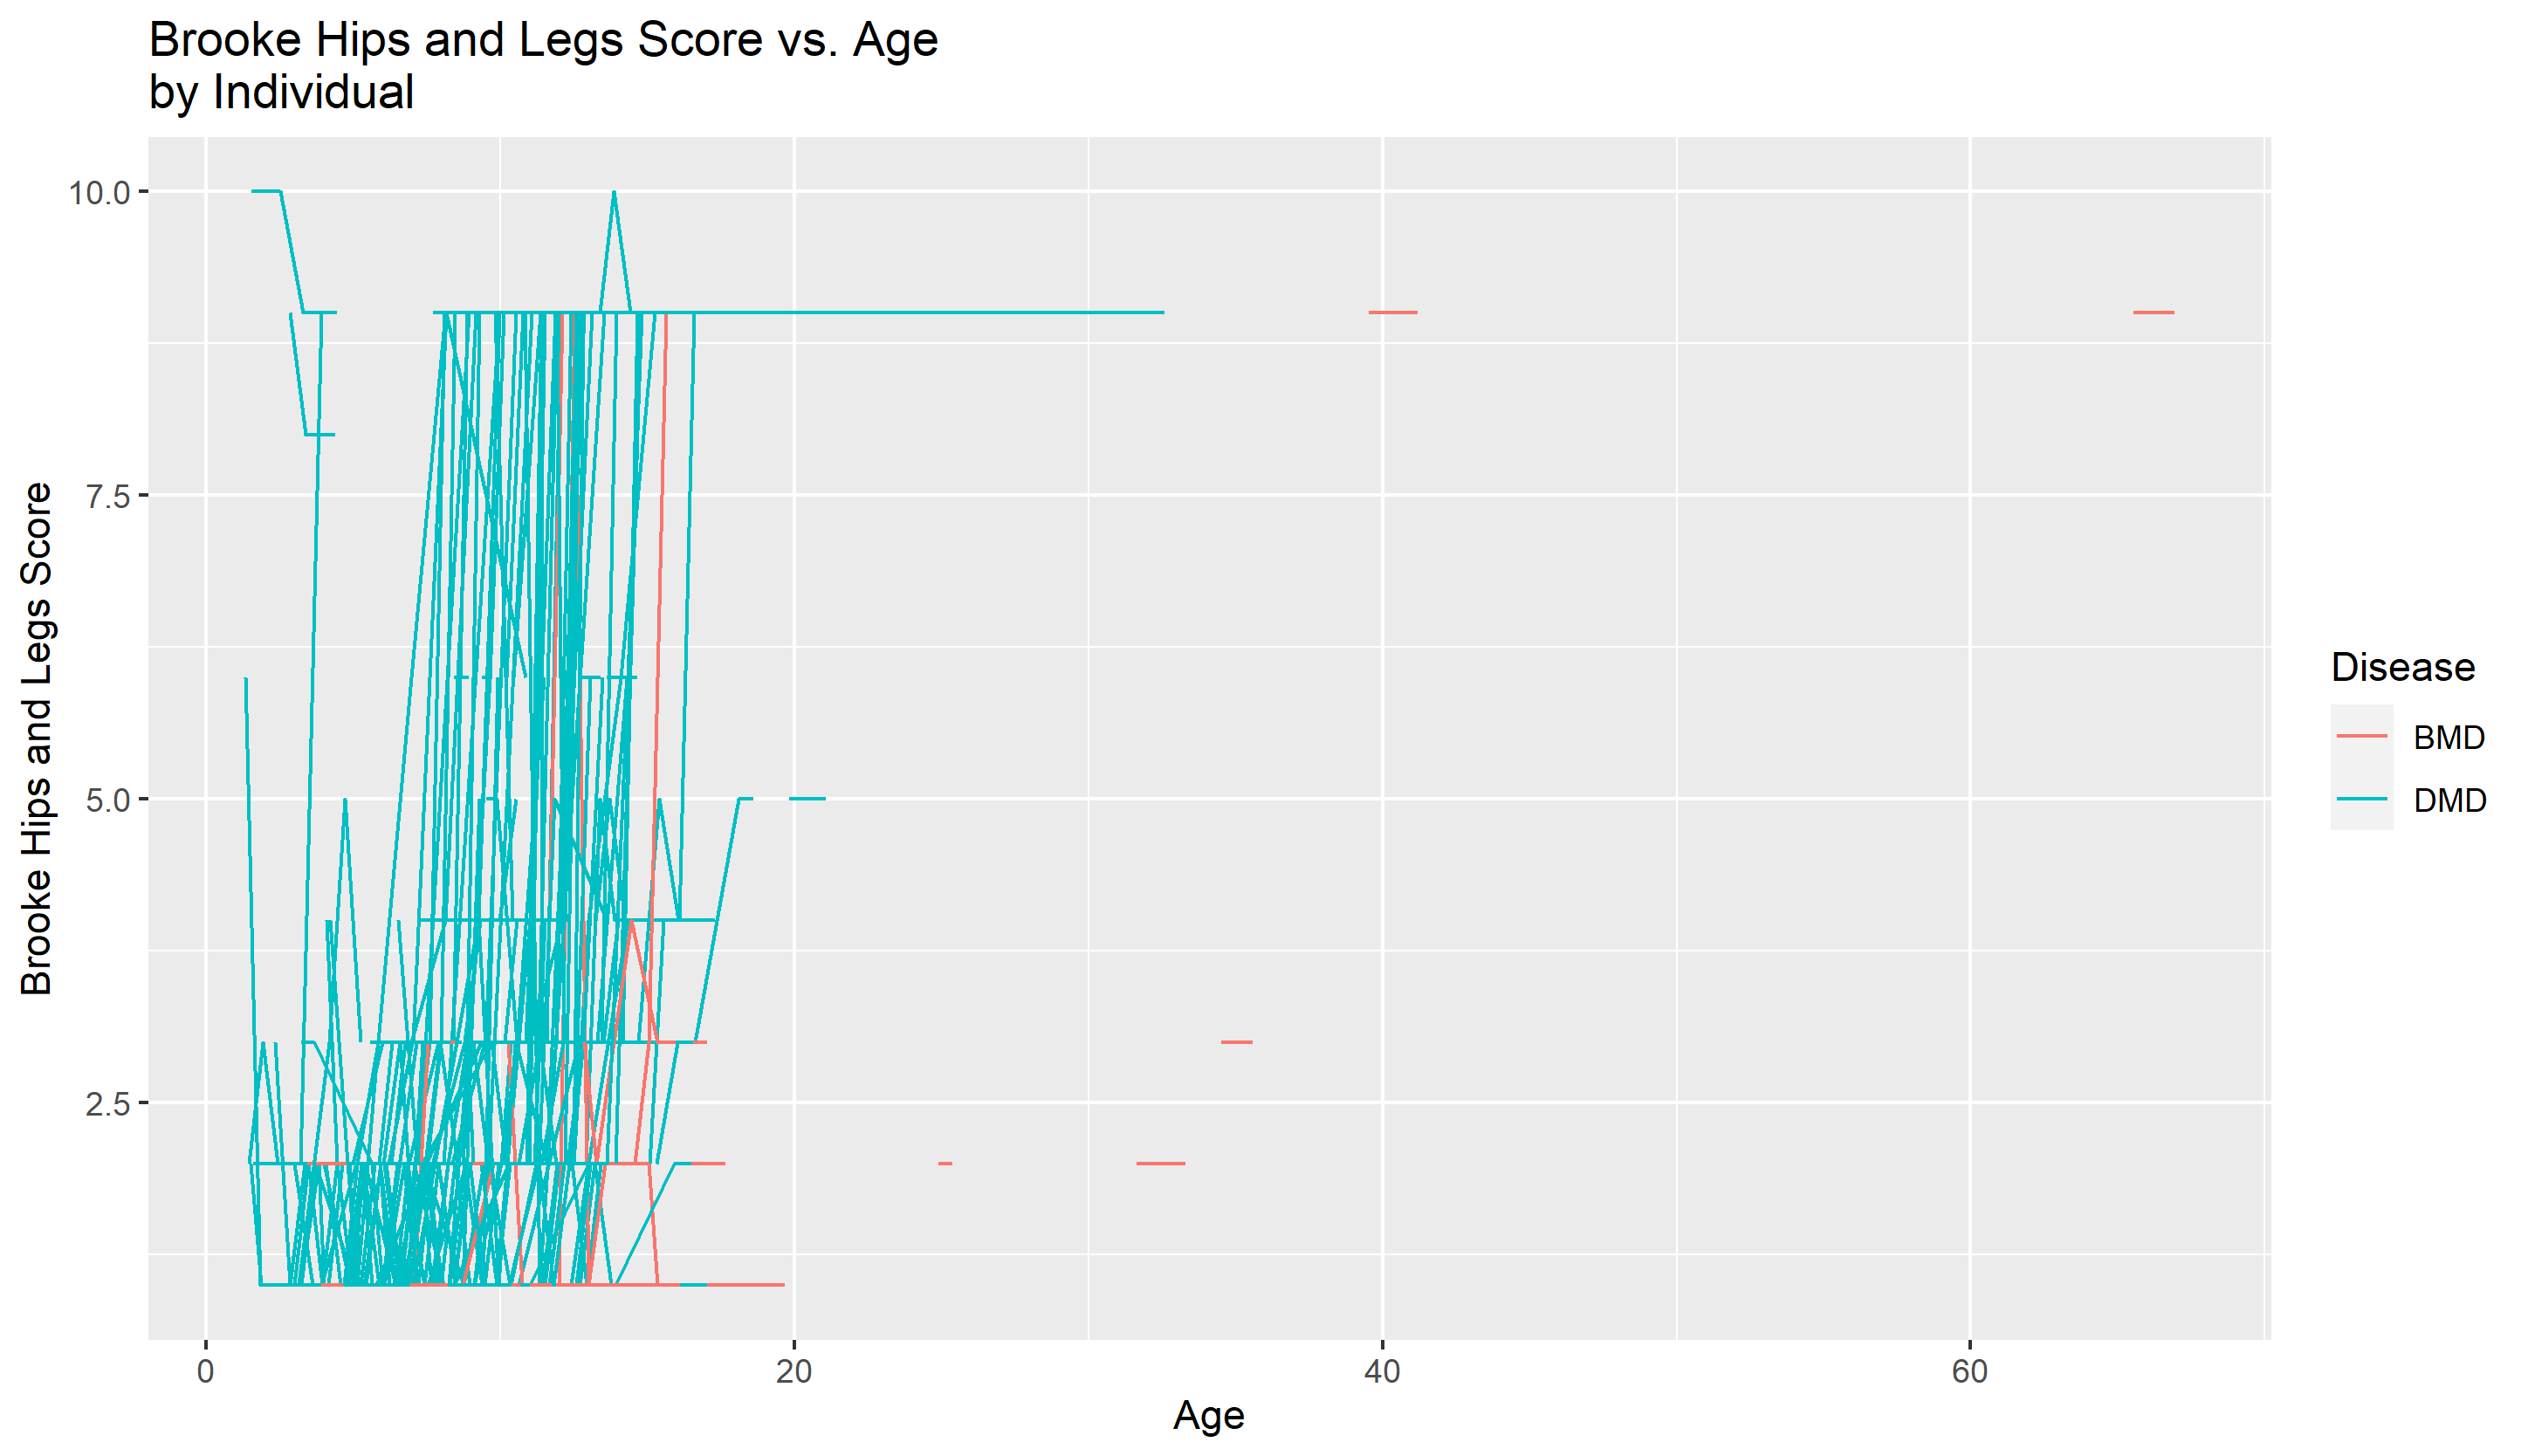 Brooke Hips and Legs Score vs. Age
by Individual
Brooke Hips and Legs Score
10.0
7.5
5.0
2.5
0
20
40
60
Age
Disease
BMD
DMD